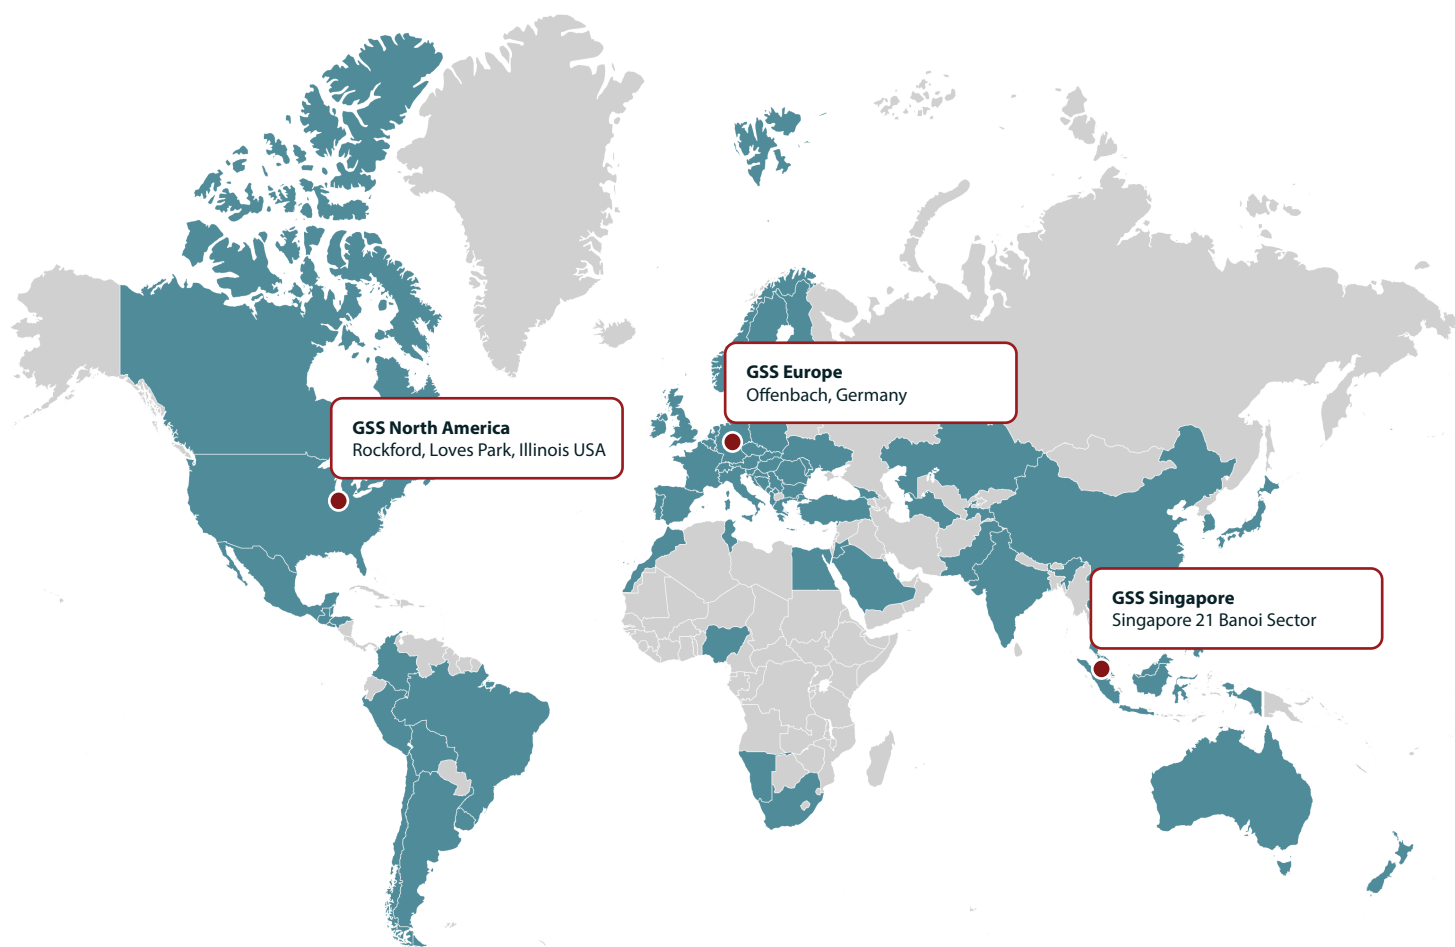 GSS Europe
Offenbach, Germany
GSS North America
Rockford, Loves Park, Illinois USA
GSS Singapore
Singapore 21 Banoi Sector